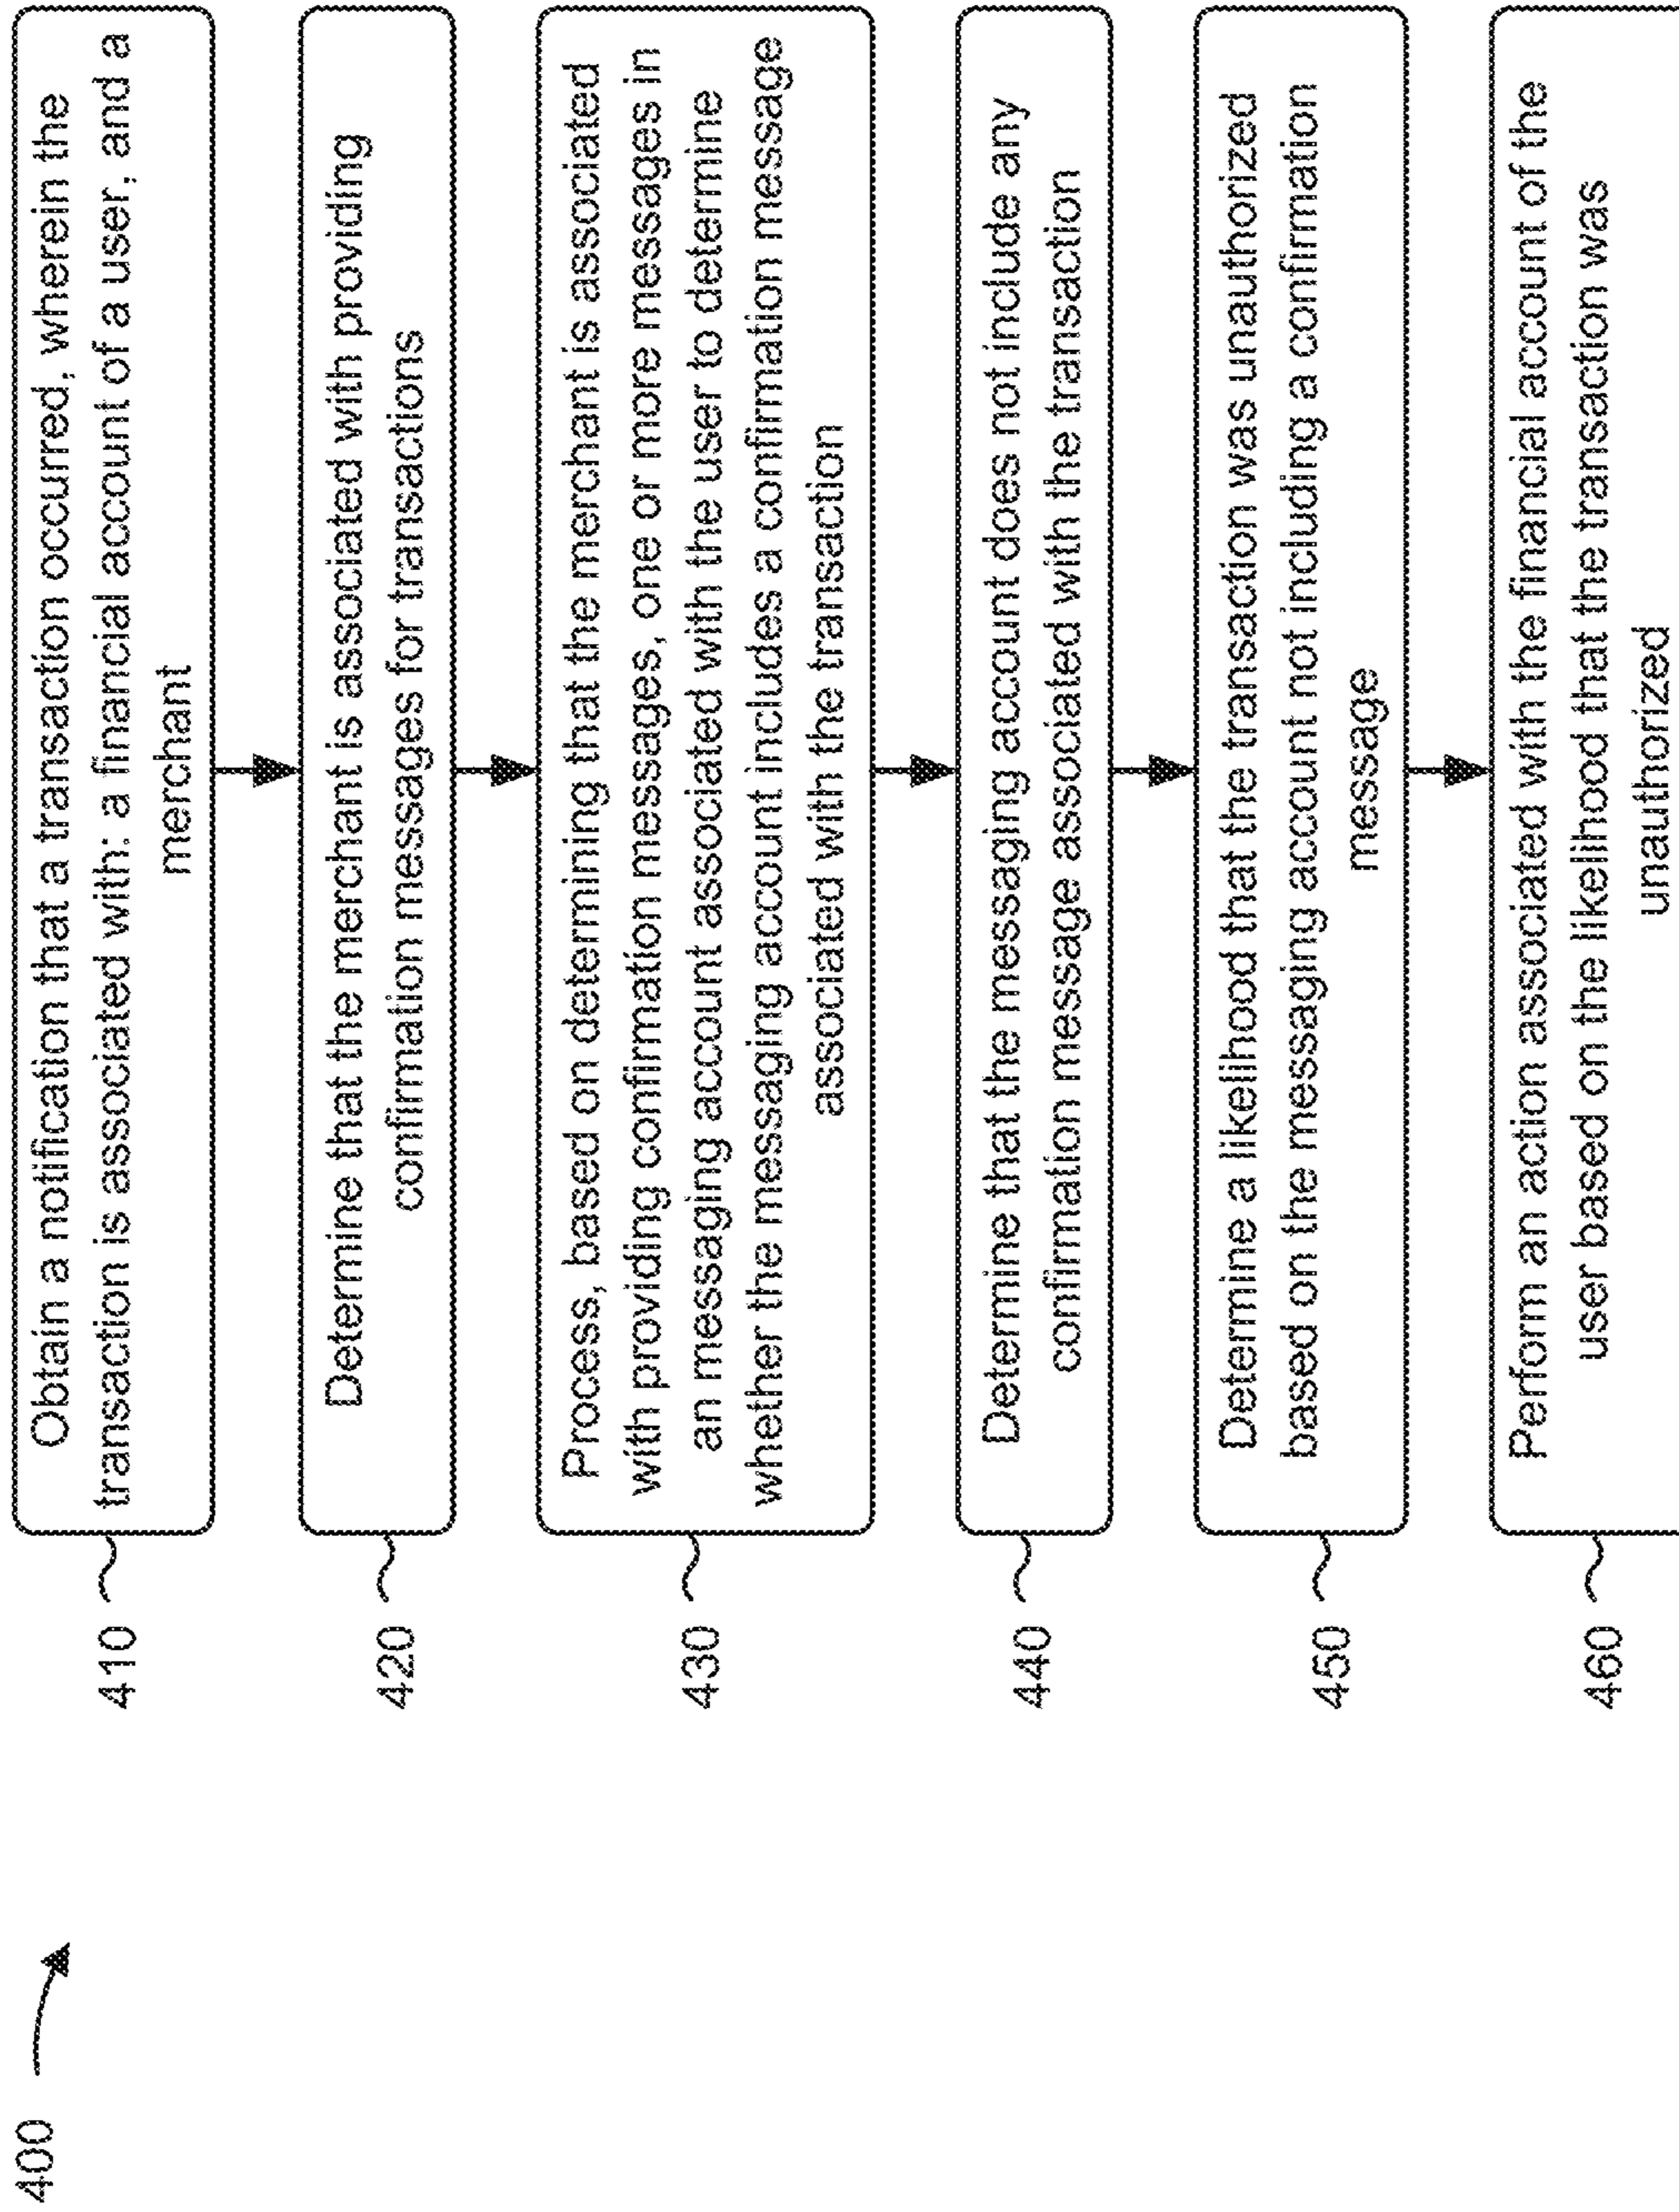 400
410
Obtain a notification that a transaction occurred, wherein the
transaction is associated with: a financial account of a user, and a
merchant
420
Determine that the merchant is associated with providing
confirmation messages for transactions
430
Process, based on determining that the merchant is associated
with providing confirmation messages, one or more messages in
an messaging account associated with the user to determine
whether the messaging account includes a confirmation message
associated with the transaction
440
Determine that the messaging account does not include any
confirmation message associated with the transaction
450
Determine a likelihood that the transaction was unauthorized
based on the messaging account not including a confirmation
message
460
Perform an action associated with the financial account of the
user based on the likelihood that the transaction was
unauthorized